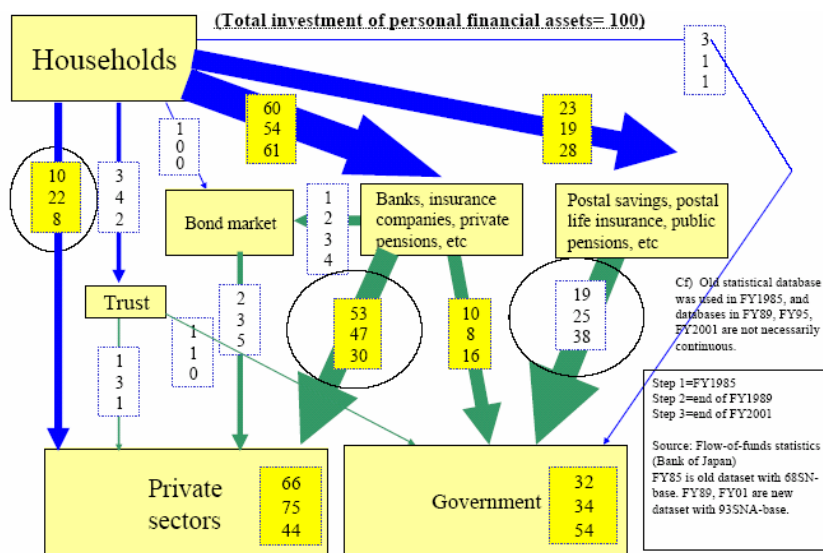 (Total investment of personal financial assets= 100)
Households
3
1
1
60
54
61
23
19
28
1
0
0
10
22
8
3
4
2
Bond market
1
2
3
4
Banks, insurance
companies, private
pensions, etc
Postal savings, postal
life insurance, public
pensions, etc
Trust
2
3
5
1
1
0
1
3
1
53
47
30
10
8
16
19
25
38
Cf) Old statistical database
was used in FY1985, and
databases in FY89, FY95,
FY2001 are not necessarily
continuous.
Step 1=FY1985
Step 2=end of FY1989
Step 3=end of FY2001
Source: Flow-of-funds statistics
(Bank of Japan)
FY85 is old dataset with 68SN-
base. FY89, FY01 are new
dataset with 93SNA-base.
Private
sectors
66
75
44
Government
32
34
54